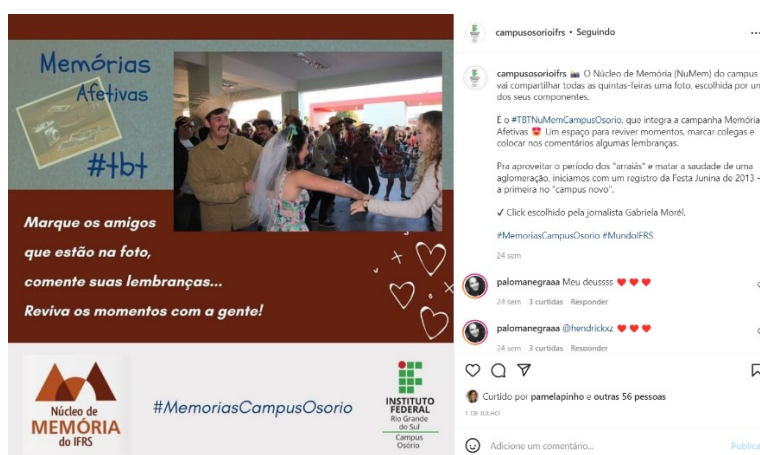 Memórias
Afetivas
#tbt
Marque os amigos
que estão na foto,
comente suas lembranças...
Reviva os momentos com a gente!
Núcleo de
MEMÓRIA
do IFRS
#MemoriasCampusOsorio
INSTITUTO
FEDERAL
Rio Grande
do Sul
Campus
Osório
campusosorioifrs • Seguindo
campusosorioifrs 📷 O Núcleo de Memória (NuMem) do campus
vai compartilhar todas as quintas-feiras uma foto, escolhida por
dos seus componentes.
É o #TBTNuMemCampusOsorio, que integra a campanha Memória
Afetivas 😍 Um espaço para reviver momentos, marcar colegas e
colocar nos comentários algumas lembranças.
Pra aproveitar o período dos "arraiás" e matar a saudade de uma
aglomeração, iniciamos com um registro da Festa Junina de 2013 -
a primeira no "campus novo".
✓ Click escolhido pela jornalista Gabriela Morél.
#MemoriasCampusOsorio #MundoIFRS
24 sem
palomanegraaa Meu deussss ❤️ ❤️ ❤️
24 sem 3 curtidas Responder
palomanegraaa @hendrickxz ❤️ ❤️ ❤️
24 sem 3 curtidas Responder
Curtido por pamelapinho e outras 56 pessoas
1 DE JULHO
Adicione um comentário...
Publica